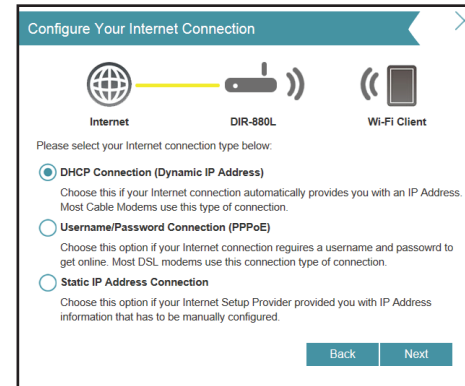 Configure Your Internet Connection
Internet DIR-880L Wi-Fi Client
Please select your Internet connection type below:
DHCP Connection (Dynamic IP Address)
Choose this if your Internet connection automatically provides you with an IP Address.
Most Cable Modems use this type of connection.
Username/Password Connection (PPPoE)
Choose this option if your Internet connection reguires a username and passowrd to
get online. Most DSL modems use this connection type of connection.
Static IP Address Connection
Choose this option if your Internet Setup Provider provided you with IP Address
information that has to be manually configured.
Back Next